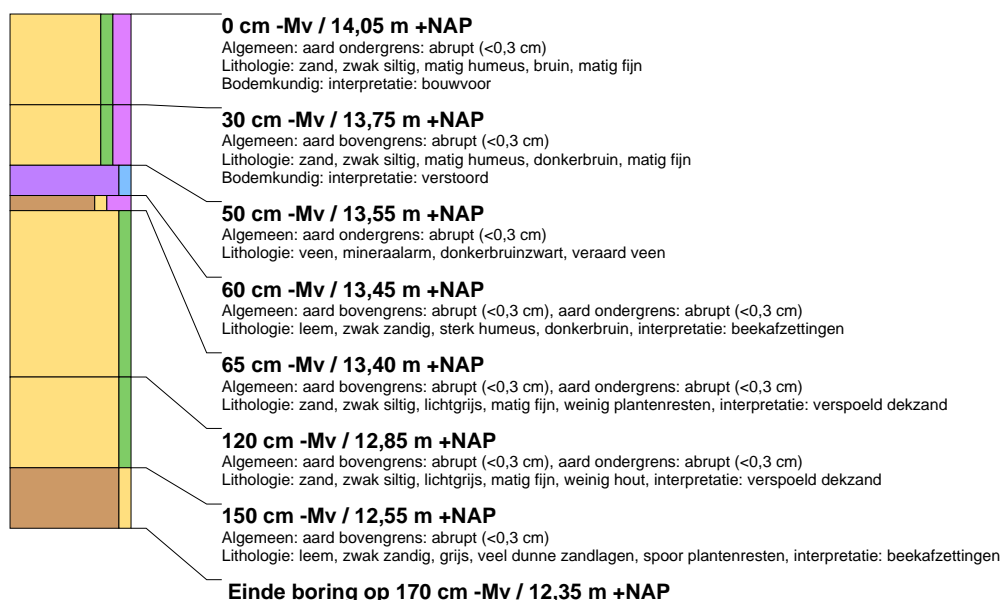 0 cm -Mv / 14,05 m +NAP
Algemeen: aard ondergrens: abrupt (<0,3 cm)
Lithologie: zand, zwak siltig, matig humeus, bruin, matig fijn
Bodemkundig: interpretatie: bouwvoor
30 cm -Mv / 13,75 m +NAP
Algemeen: aard bovengrens: abrupt (<0,3 cm)
Lithologie: zand, zwak siltig, matig humeus, donkerbruin, matig fijn
Bodemkundig: interpretatie: verstoord
50 cm -Mv / 13,55 m +NAP
Algemeen: aard ondergrens: abrupt (<0,3 cm)
Lithologie: veen, mineraalarm, donkerbruinzwart, veraard veen
60 cm -Mv / 13,45 m +NAP
Algemeen: aard bovengrens: abrupt (<0,3 cm), aard ondergrens: abrupt (<0,3 cm)
Lithologie: leem, zwak zandig, sterk humeus, donkerbruin, interpretatie: beekafzettingen
65 cm -Mv / 13,40 m +NAP
Algemeen: aard bovengrens: abrupt (<0,3 cm), aard ondergrens: abrupt (<0,3 cm)
Lithologie: zand, zwak siltig, lichtgrijs, matig fijn, weinig plantenresten, interpretatie: verspoeld dekzand
120 cm -Mv / 12,85 m +NAP
Algemeen: aard bovengrens: abrupt (<0,3 cm), aard ondergrens: abrupt (<0,3 cm)
Lithologie: zand, zwak siltig, lichtgrijs, matig fijn, weinig hout, interpretatie: verspoeld dekzand
150 cm -Mv / 12,55 m +NAP
Algemeen: aard bovengrens: abrupt (<0,3 cm)
Lithologie: leem, zwak zandig, grijs, veel dunne zandlagen, spoor plantenresten, interpretatie: beekafzettingen
Einde boring op 170 cm -Mv / 12,35 m +NAP